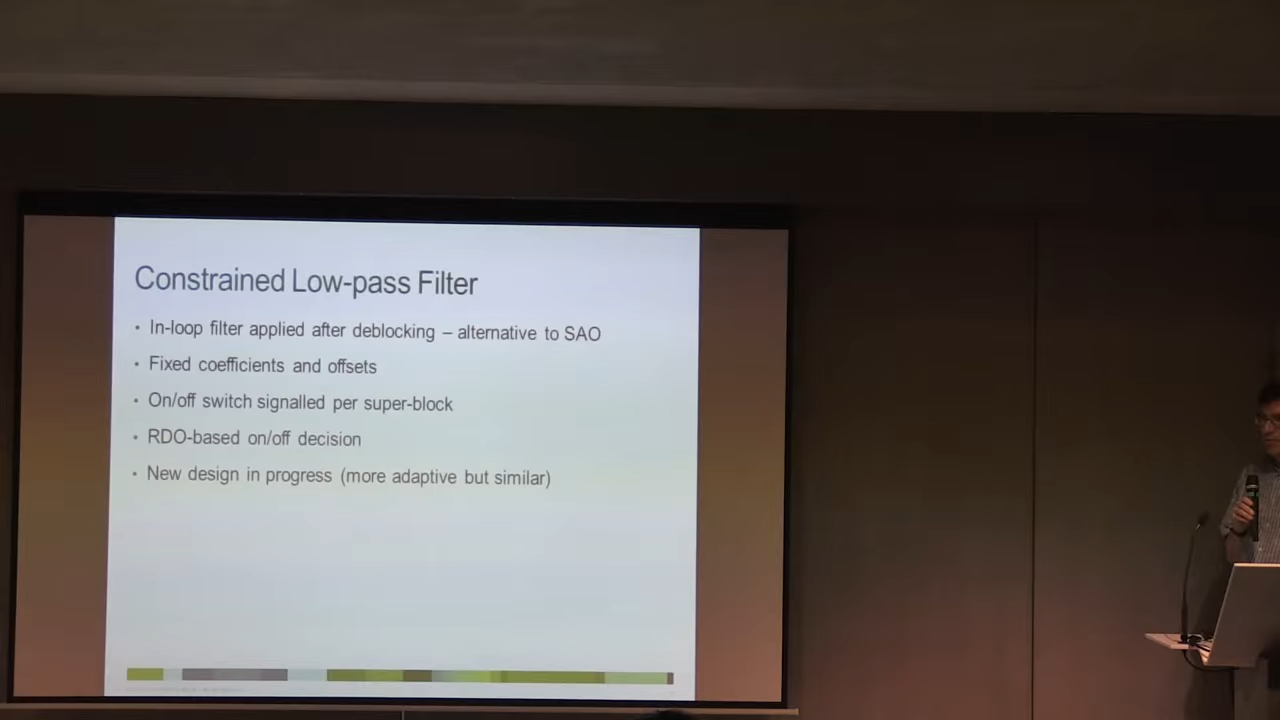 Constrained Low-pass Filter
• In-loop filter applied after deblocking – alternative to SAO
• Fixed coefficients and offsets
• On/off switch signalled per super-block
• RDO-based on/off decision
• New design in progress (more adaptive but similar)